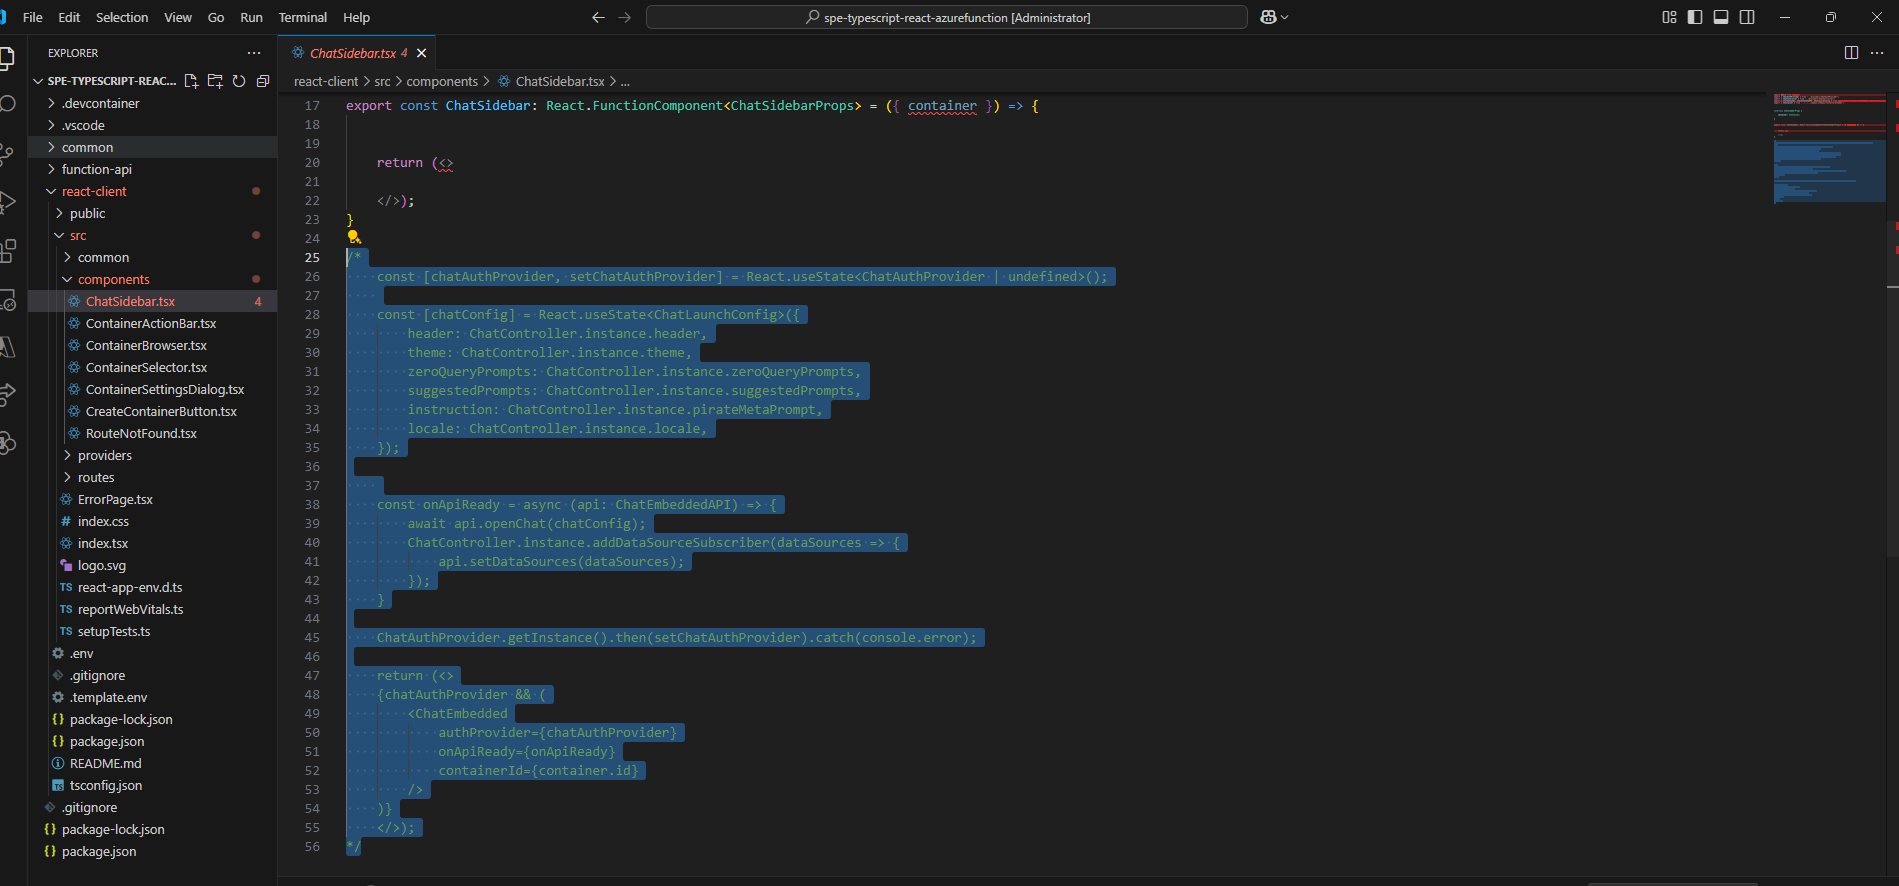 File Edit Selection View Go Run Terminal Help
spe-typescript-react-azurefunction [Administrator]
EXPLORER
SPE-TYPESCRIPT-REAC...
.devcontainer
.vscode
common
function-api
react-client
public
src
common
components
ChatSidebar.tsx 4
ContainerActionBar.tsx
ContainerBrowser.tsx
ContainerSelector.tsx
ContainerSettingsDialog.tsx
CreateContainerButton.tsx
RouteNotFound.tsx
providers
routes
ErrorPage.tsx
# index.css
index.tsx
logo.svg
TS react-app-env.d.ts
TS reportWebVitals.ts
TS setupTests.ts
.env
.gitignore
.template.env
{} package-lock.json
{} package.json
README.md
TS tsconfig.json
.gitignore
{} package-lock.json
{} package.json
ChatSidebar.tsx 4
react-client > src > components > ChatSidebar.tsx > ...
17 export const ChatSidebar: React.FunctionComponent<ChatSidebarProps> = ({ container }) => {
18
19
20 return (<>
21
22 </>);
23 }
24
25 /*
26 const [chatAuthProvider, setChatAuthProvider] = React.useState<ChatAuthProvider | undefined>();
27
28 const [chatConfig] = React.useState<ChatLaunchConfig>({
29 header: ChatController.instance.header,
30 theme: ChatController.instance.theme,
31 zeroQueryPrompts: ChatController.instance.zeroQueryPrompts,
32 suggestedPrompts: ChatController.instance.suggestedPrompts,
33 instruction: ChatController.instance.pirateMetaPrompt,
34 locale: ChatController.instance.locale,
35 });
36
37
38 const onApiReady = async (api: ChatEmbeddedAPI) => {
39 await api.openChat(chatConfig);
40 ChatController.instance.addDataSourceSubscriber(dataSources => {
41 api.setDataSources(dataSources);
42 });
43 }
44
45 ChatAuthProvider.getInstance().then(setChatAuthProvider).catch(console.error);
46
47 return (<>
48 {chatAuthProvider && (
49 <ChatEmbedded
50 authProvider={chatAuthProvider}
51 onApiReady={onApiReady}
52 containerId={container.id}
53 />
54 )}
55 </>);
56 */